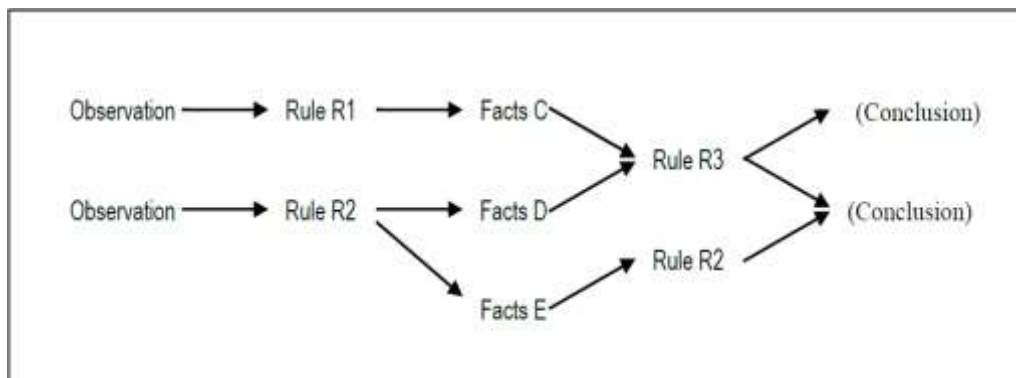 Observation Rule R1 Facts C (Conclusion)
Rule R3
Observation Rule R2 Facts D (Conclusion)
Rule R2
Facts E